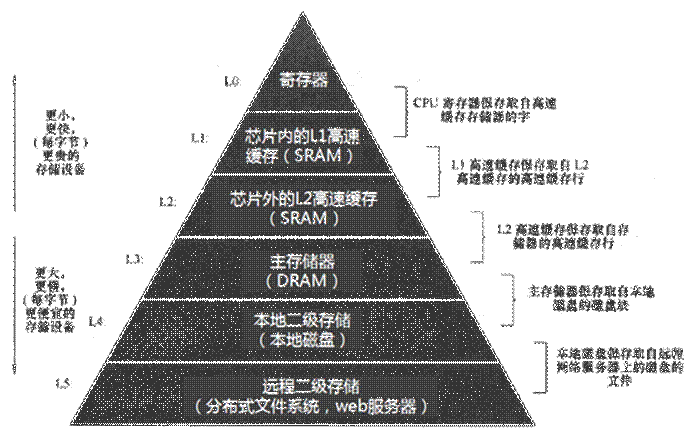 L0:
寄存器
CPU 寄存器保存取自高速
缓存存储器的字
更小,
更快,
(每字节)
更贵的
存储设备
L1:
芯片内的L1高速
缓存(SRAM)
L1 高速缓存保存取自 L2
高速缓存的高速缓存行
L2:
芯片外的L2高速缓存
(SRAM)
L2 高速缓存保存取自存
储器的高速缓存行
L3:
主存储器
(DRAM)
主存储器保存取自本地
磁盘的磁盘块
更大,
更慢,
(每字节)
更便宜的
存储设备
L4:
本地二级存储
(本地磁盘)
本地磁盘保存取自远程
网络服务器上的磁盘的
文件
L5:
远程二级存储
(分布式文件系统,web服务器)